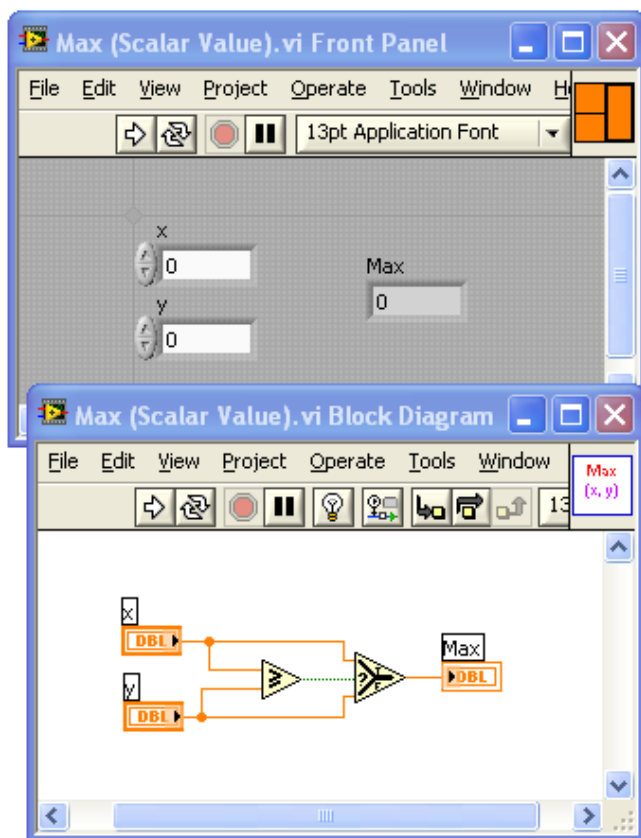 Max (Scalar Value).vi Front Panel
File Edit View Project Operate Tools Window
13pt Application Font
x
0
Max
y
0
0
Max (Scalar Value).vi Block Diagram
File Edit View Project Operate Tools Window
Max
(x, y)
13
x
DBL
Max
≥
?
T
F
DBL
y
DBL